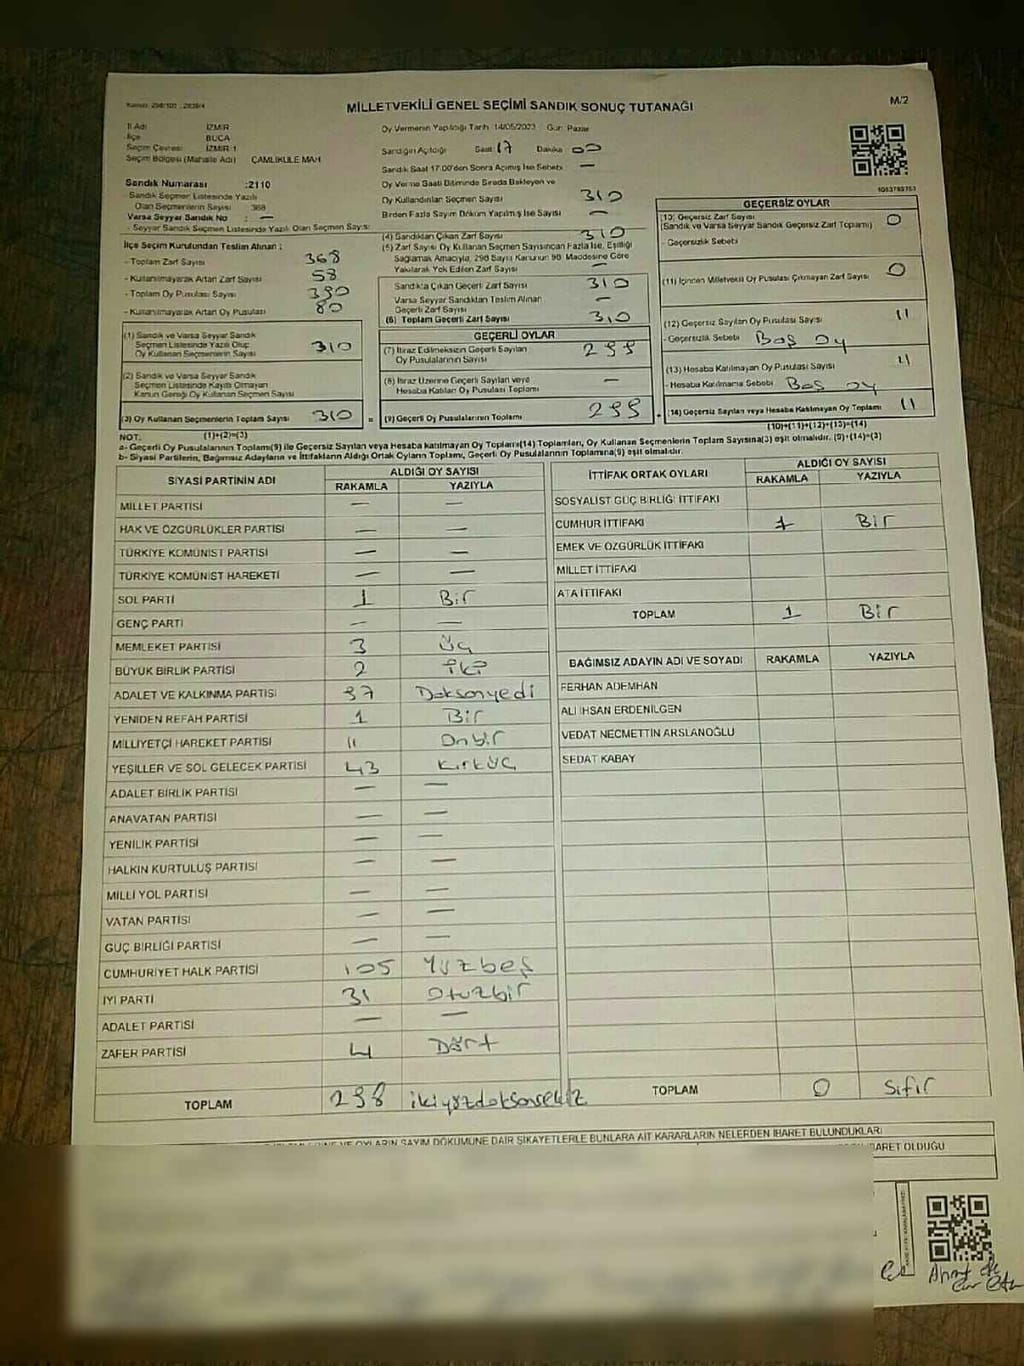 MİLLETVEKİLİ GENEL SEÇİMİ SANDIK SONUÇ TUTANAĞI
M/2
İl Adı İZMİR
İlçe BUCA
Seçim Çevresi İZMİR 1
Seçim Bölgesi (Mahalle Adı) ÇAMLIKULE MAH
Sandık Numarası :2110
Sandık Seçmen Listesinde Yazılı
Olan Seçmenlerin Sayısı 368
Varsa Seyyar Sandık No : —
- Seyyar Sandık Seçmen Listesinde Yazılı Olan Seçmen Sayısı
İlçe Seçim Kurulundan Teslim Alınan :
- Toplam Zarf Sayısı 368
- Kullanılmayarak Artan Zarf Sayısı 58
- Toplam Oy Pusulası Sayısı 390
- Kullanılmayarak Artan Oy Pusulası 80
(1) Sandık ve Varsa Seyyar Sandık
Seçmen Listesinde Yazılı Olup
Oy Kullanan Seçmenlerin Sayısı 310
(2) Sandık ve Varsa Seyyar Sandık
Seçmen Listesinde Kayıtlı Olmayan
Kanun Gereği Oy Kullanan Seçmen Sayısı
(3) Oy Kullanan Seçmenlerin Toplam Sayısı 310
(1)+(2)=(3)
Oy Vermenin Yapıldığı Tarih 14/05/2023 Gün: Pazar
Sandığın Açıldığı Saat 17 Dakika 00
Sandık Saat 17.00'den Sonra Açılmış İse Sebebi —
Oy Verme Saati Bitiminde Sırada Bekleyen ve
Oy Kullandırılan Seçmen Sayısı 310
Birden Fazla Sayım Döküm Yapılmış İse Sayısı —
(4) Sandıktan Çıkan Zarf Sayısı 310
(5) Zarf Sayısı Oy Kullanan Seçmen Sayısından Fazla İse, Eşitliği
Sağlamak Amacıyla, 298 Sayılı Kanunun 98. Maddesine Göre
Yakılarak Yok Edilen Zarf Sayısı —
Sandıkta Çıkan Geçerli Zarf Sayısı 310
Varsa Seyyar Sandıktan Teslim Alınan
Geçerli Zarf Sayısı —
(6) Toplam Geçerli Zarf Sayısı 310
GEÇERLİ OYLAR
(7) İtiraz Edilmeksizin Geçerli Sayılan
Oy Pusulalarının Sayısı 299
(8) İtiraz Üzerine Geçerli Sayılan veya
Hesaba Katılan Oy Pusulası Toplamı —
(9) Geçerli Oy Pusulalarının Toplamı 299
GEÇERSİZ OYLAR
(10) Geçersiz Zarf Sayısı 0
(Sandık ve Varsa Seyyar Sandık Geçersiz Zarf Toplamı)
- Geçersizlik Sebebi
(11) İçinden Milletvekili Oy Pusulası Çıkmayan Zarf Sayısı 0
(12) Geçersiz Sayılan Oy Pusulası Sayısı 11
- Geçersizlik Sebebi Boş Oy
(13) Hesaba Katılmayan Oy Pusulası Sayısı 11
- Hesaba Katılmama Sebebi Boş oy
(14) Geçersiz Sayılan veya Hesaba Katılmayan Oy Toplamı 11
(10)+(11)+(12)+(13)=(14)
NOT:
a- Geçerli Oy Pusulalarının Toplamı(9) ile Geçersiz Sayılan veya Hesaba katılmayan Oy Toplamı(14) Toplamları, Oy Kullanan Seçmenlerin Toplam Sayısına(3) eşit olmalıdır. (9)+(14)=(3)
b- Siyasi Partilerin, Bağımsız Adayların ve İttifakların Aldığı Ortak Oyların Toplamı, Geçerli Oy Pusulalarının Toplamına(9) eşit olmalıdır.
SİYASİ PARTİNİN ADI ALDIĞI OY SAYISI
RAKAMLA YAZIYLA
MİLLET PARTİSİ — —
HAK VE ÖZGÜRLÜKLER PARTİSİ — —
TÜRKİYE KOMÜNİST PARTİSİ — —
TÜRKİYE KOMÜNİST HAREKETİ — —
SOL PARTİ 1 Bir
GENÇ PARTİ — —
MEMLEKET PARTİSİ 3 Üç
BÜYÜK BİRLİK PARTİSİ 2 İki
ADALET VE KALKINMA PARTİSİ 97 Doksanyedi
YENİDEN REFAH PARTİSİ 1 Bir
MİLLİYETÇİ HAREKET PARTİSİ 11 Onbir
YEŞİLLER VE SOL GELECEK PARTİSİ 43 Kırküç
ADALET BİRLİK PARTİSİ — —
ANAVATAN PARTİSİ — —
YENİLİK PARTİSİ — —
HALKIN KURTULUŞ PARTİSİ — —
MİLLİ YOL PARTİSİ — —
VATAN PARTİSİ — —
GÜÇ BİRLİĞİ PARTİSİ — —
CUMHURİYET HALK PARTİSİ 105 Yüzbeş
İYİ PARTİ 31 Otuzbir
ADALET PARTİSİ — —
ZAFER PARTİSİ 4 Dört
TOPLAM 298 ikiyüzdoksansekiz
İTTİFAK ORTAK OYLARI ALDIĞI OY SAYISI
RAKAMLA YAZIYLA
SOSYALİST GÜÇ BİRLİĞİ İTTİFAKI
CUMHUR İTTİFAKI 1 Bir
EMEK VE ÖZGÜRLÜK İTTİFAKI
MİLLET İTTİFAKI
ATA İTTİFAKI
TOPLAM 1 Bir
BAĞIMSIZ ADAYIN ADI VE SOYADI RAKAMLA YAZIYLA
FERHAN ADEMHAN
ALİ İHSAN ERDENİLGEN
VEDAT NECMETTİN ARSLANOĞLU
SEDAT KABAY
TOPLAM 0 Sıfır
VE OYLARIN SAYIM DÖKÜMÜNE DAİR ŞİKAYETLERLE BUNLARA AİT KARARLARIN NELERDEN İBARET BULUNDUKLARI
İBARET OLDUĞU